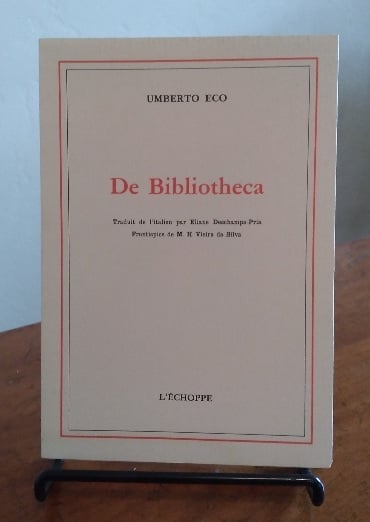 UMBERTO ECO
De Bibliotheca
Traduit de l'italien par Eliane Deschamps-Pria
Frontispice de M. H. Vieira da Silva
L'ÉCHOPPE